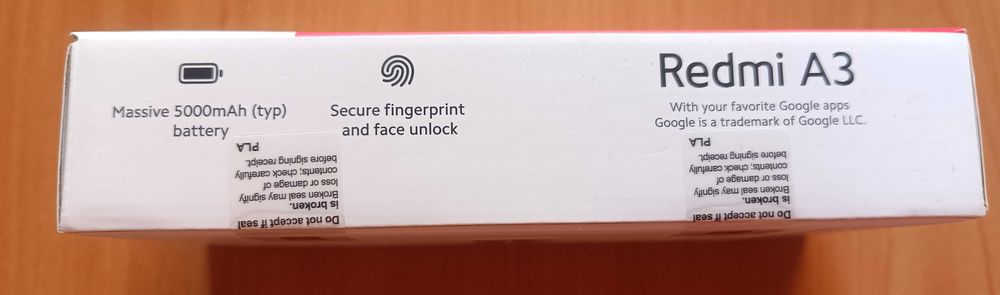 Massive 5000mAh (typ)
battery
Secure fingerprint
and face unlock
Redmi A3
With your favorite Google apps
Google is a trademark of Google LLC.
Do not accept if seal
is broken.
Broken seal may signify
loss or damage of
contents; check carefully
before signing receipt.
PLA
Do not accept if seal
is broken.
Broken seal may signify
loss or damage of
contents; check carefully
before signing receipt.
PLA